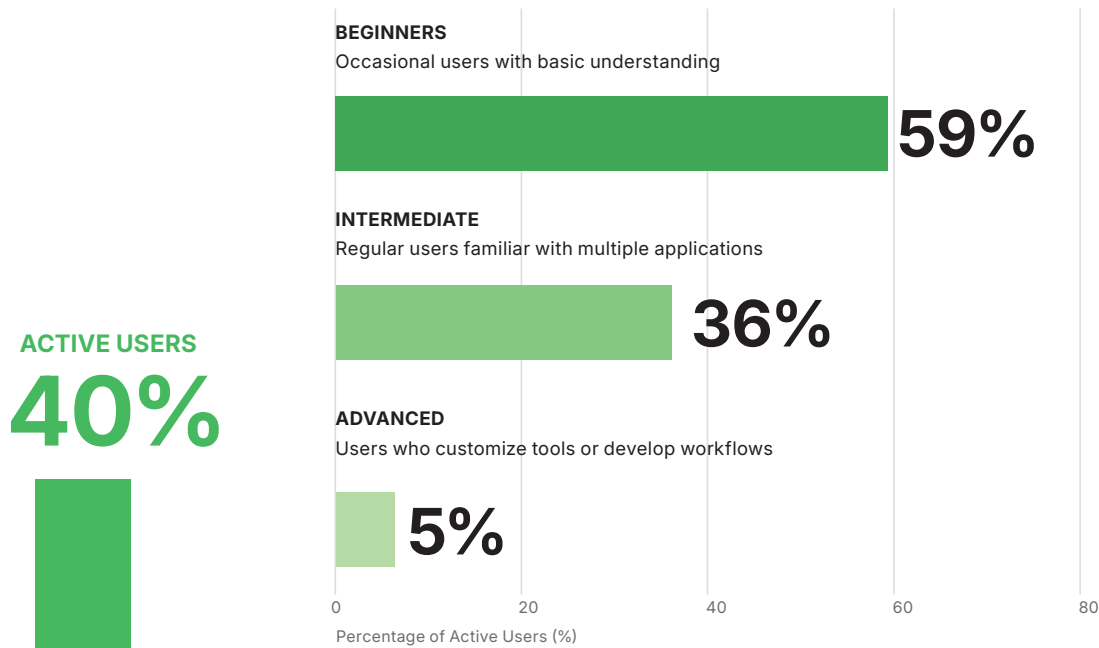 ACTIVE USERS
40%
BEGINNERS
Occasional users with basic understanding
59%
INTERMEDIATE
Regular users familiar with multiple applications
36%
ADVANCED
Users who customize tools or develop workflows
5%
0 20 40 60 80
Percentage of Active Users (%)